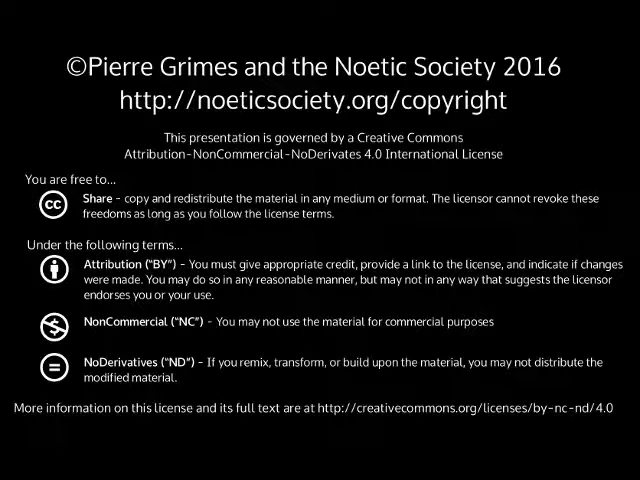 ©Pierre Grimes and the Noetic Society 2016
http://noeticsociety.org/copyright
This presentation is governed by a Creative Commons
Attribution-NonCommercial-NoDerivates 4.0 International License
You are free to...
Share - copy and redistribute the material in any medium or format. The licensor cannot revoke these
freedoms as long as you follow the license terms.
Under the following terms...
Attribution ("BY") - You must give appropriate credit, provide a link to the license, and indicate if changes
were made. You may do so in any reasonable manner, but may not in any way that suggests the licensor
endorses you or your use.
NonCommercial ("NC") - You may not use the material for commercial purposes
NoDerivatives ("ND") - If you remix, transform, or build upon the material, you may not distribute the
modified material.
More information on this license and its full text are at http://creativecommons.org/licenses/by-nc-nd/4.0